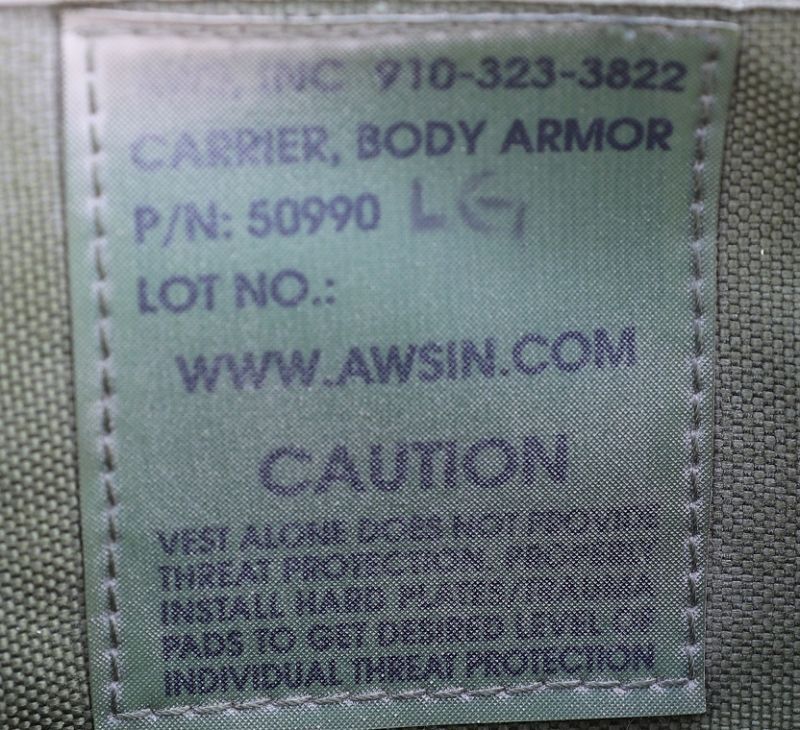 AWS, INC 910-323-3822
CARRIER, BODY ARMOR
P/N: 50990 LG
LOT NO.:
WWW.AWSIN.COM
CAUTION
VEST ALONE DOES NOT PROVIDE
THREAT PROTECTION. PROPERLY
INSTALL HARD PLATES/TRAUMA
PADS TO GET DESIRED LEVEL OF
INDIVIDUAL THREAT PROTECTION